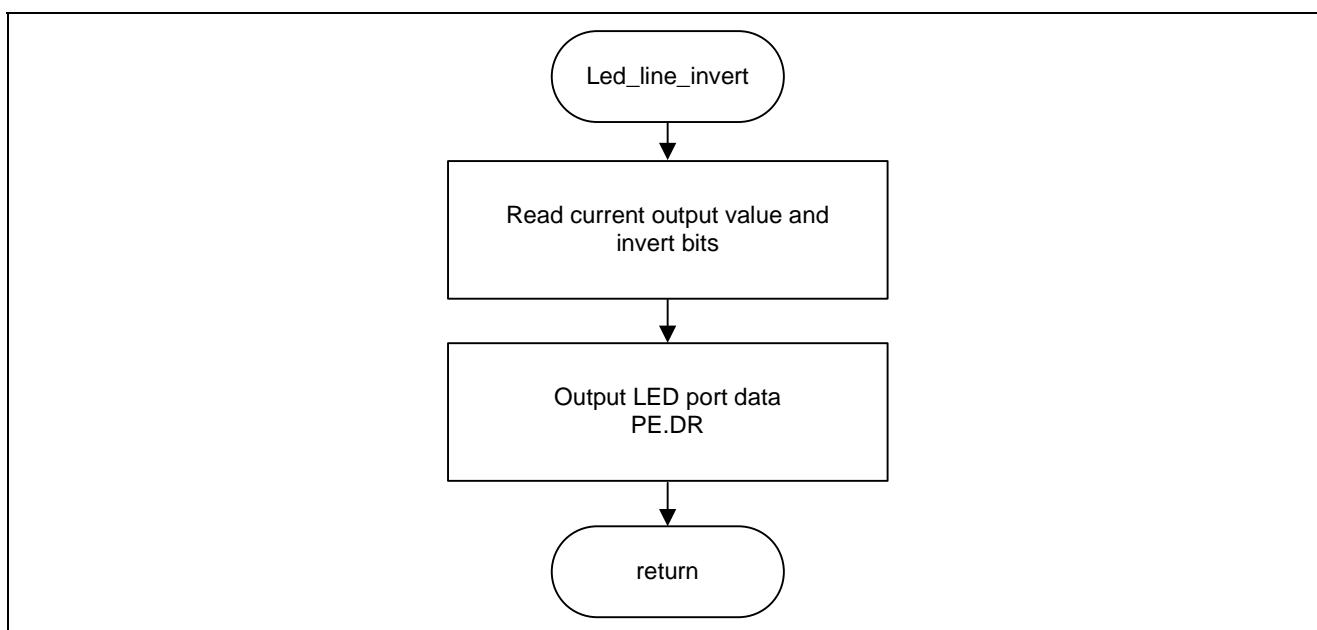 Led_line_invert
Read current output value and
invert bits
Output LED port data
PE.DR
return